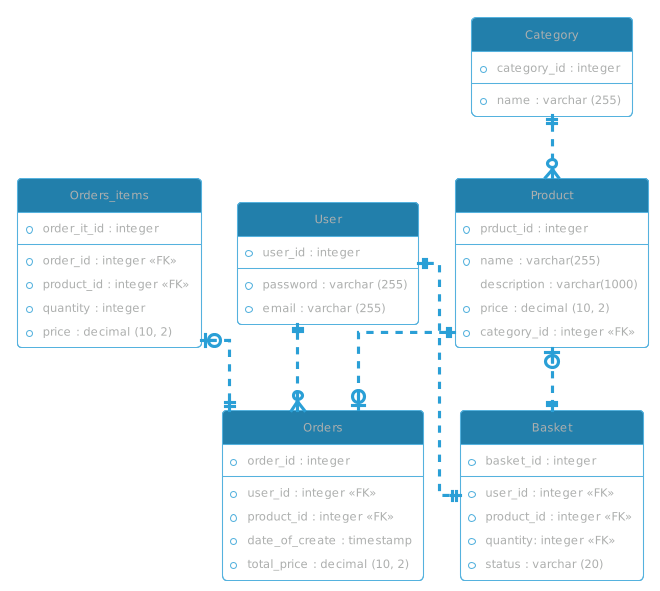 Category
category_id : integer
name : varchar (255)
Orders_items
order_it_id : integer
order_id : integer «FK»
product_id : integer «FK»
quantity : integer
price : decimal (10, 2)
User
user_id : integer
password : varchar (255)
email : varchar (255)
Product
prduct_id : integer
name : varchar(255)
description : varchar(1000)
price : decimal (10, 2)
category_id : integer «FK»
Orders
order_id : integer
user_id : integer «FK»
product_id : integer «FK»
date_of_create : timestamp
total_price : decimal (10, 2)
Basket
basket_id : integer
user_id : integer «FK»
product_id : integer «FK»
quantity: integer «FK»
status : varchar (20)